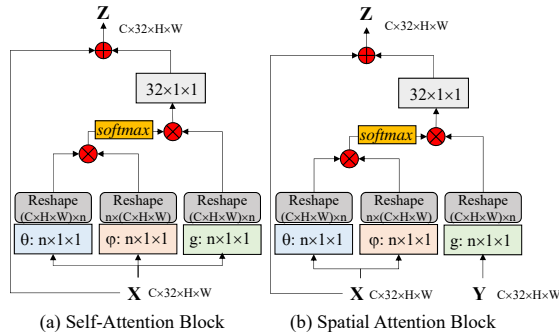 Z C×32×H×W
32×1×1
softmax
Reshape (C×H×W)×n
Reshape n×(C×H×W)
Reshape (C×H×W)×n
θ: n×1×1
φ: n×1×1
g: n×1×1
X C×32×H×W
(a) Self-Attention Block
Z C×32×H×W
32×1×1
softmax
Reshape (C×H×W)×n
Reshape n×(C×H×W)
Reshape (C×H×W)×n
θ: n×1×1
φ: n×1×1
g: n×1×1
X C×32×H×W
Y C×32×H×W
(b) Spatial Attention Block